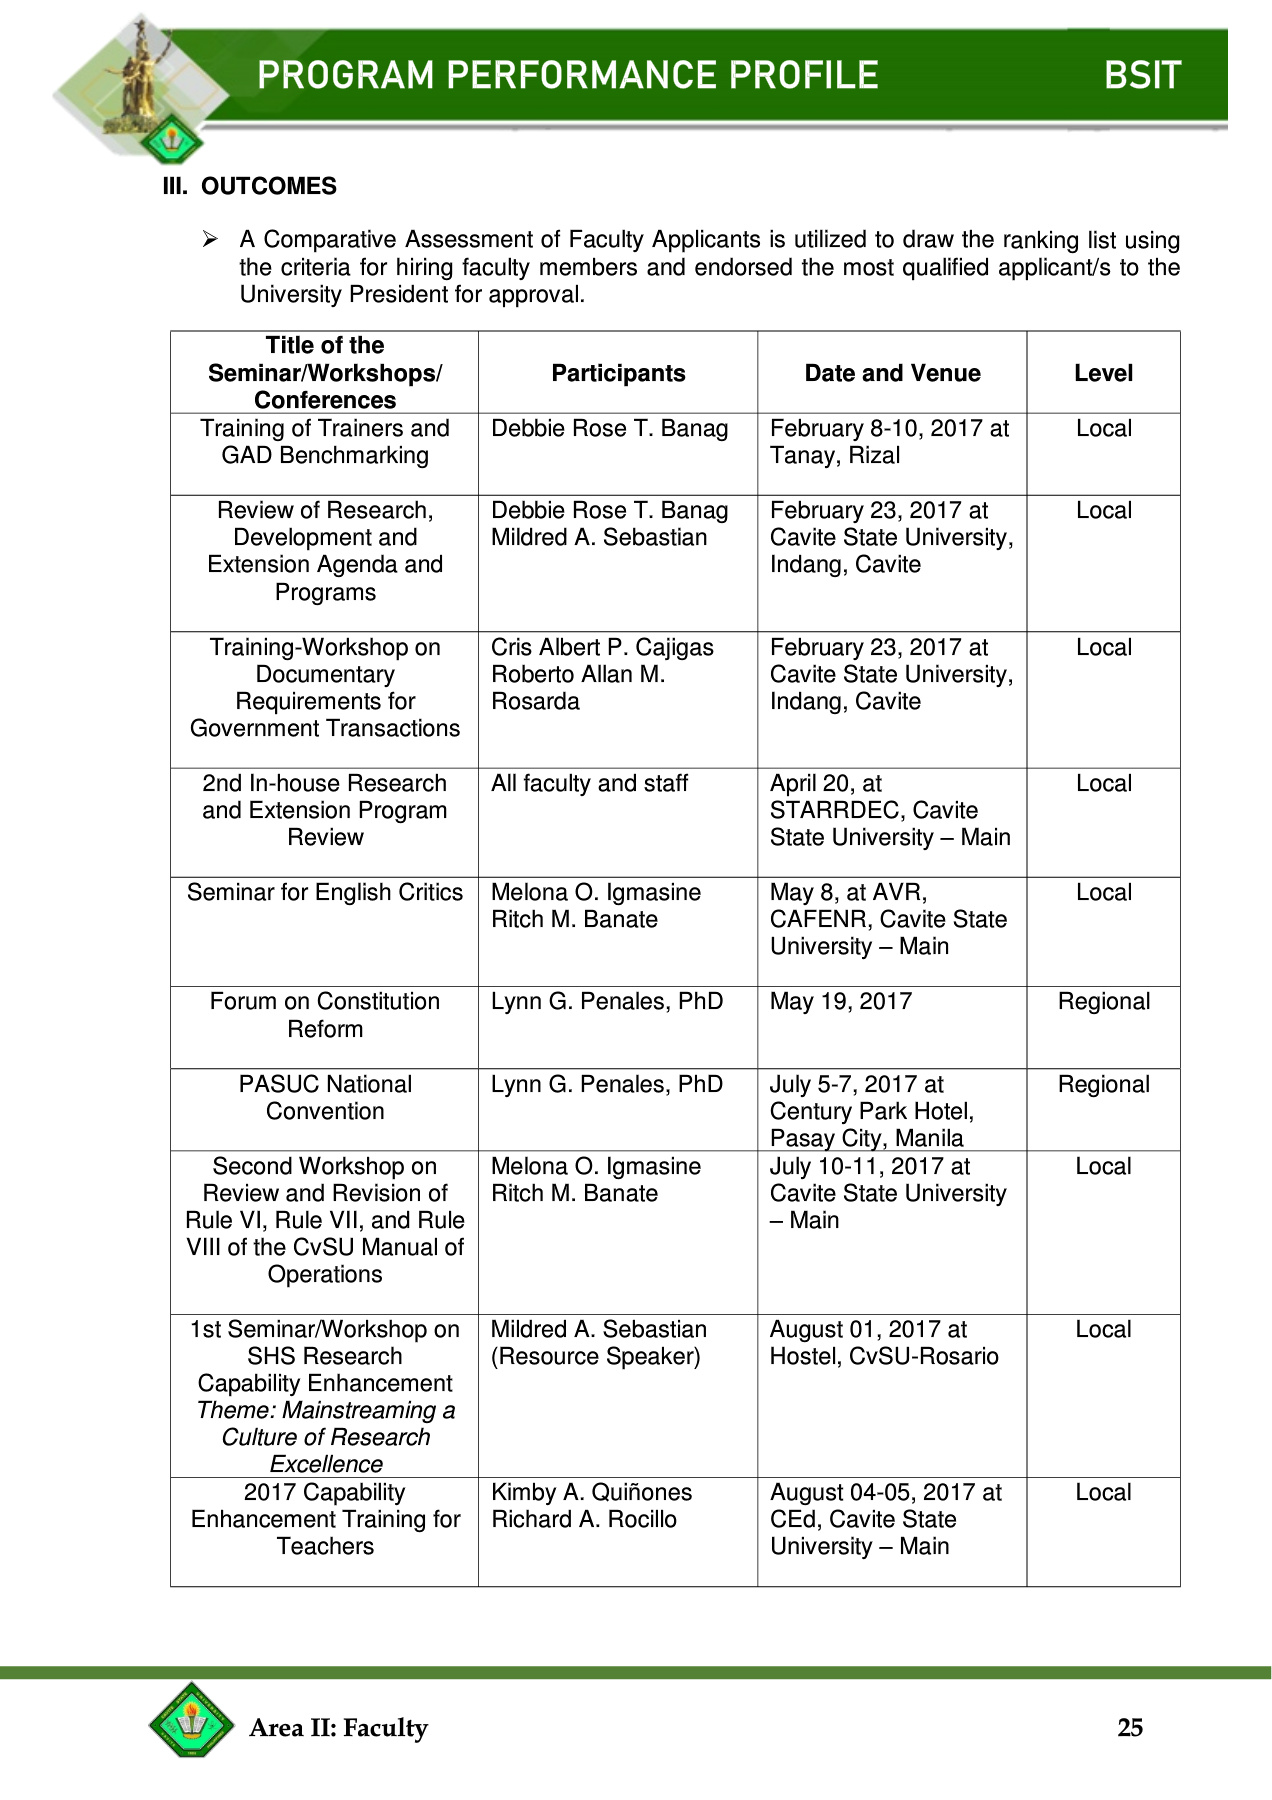 PROGRAM PERFORMANCE PROFILE BSIT
III. OUTCOMES
➢ A Comparative Assessment of Faculty Applicants is utilized to draw the ranking list using
the criteria for hiring faculty members and endorsed the most qualified applicant/s to the
University President for approval.
Title of the
Seminar/Workshops/
Conferences
Participants
Date and Venue
Level
Training of Trainers and
GAD Benchmarking
Debbie Rose T. Banag
February 8-10, 2017 at
Tanay, Rizal
Local
Review of Research,
Development and
Extension Agenda and
Programs
Debbie Rose T. Banag
Mildred A. Sebastian
February 23, 2017 at
Cavite State University,
Indang, Cavite
Local
Training-Workshop on
Documentary
Requirements for
Government Transactions
Cris Albert P. Cajigas
Roberto Allan M.
Rosarda
February 23, 2017 at
Cavite State University,
Indang, Cavite
Local
2nd In-house Research
and Extension Program
Review
All faculty and staff
April 20, at
STARRDEC, Cavite
State University – Main
Local
Seminar for English Critics
Melona O. Igmasine
Ritch M. Banate
May 8, at AVR,
CAFENR, Cavite State
University – Main
Local
Forum on Constitution
Reform
Lynn G. Penales, PhD
May 19, 2017
Regional
PASUC National
Convention
Lynn G. Penales, PhD
July 5-7, 2017 at
Century Park Hotel,
Pasay City, Manila
Regional
Second Workshop on
Review and Revision of
Rule VI, Rule VII, and Rule
VIII of the CvSU Manual of
Operations
Melona O. Igmasine
Ritch M. Banate
July 10-11, 2017 at
Cavite State University
– Main
Local
1st Seminar/Workshop on
SHS Research
Capability Enhancement
Theme: Mainstreaming a
Culture of Research
Excellence
Mildred A. Sebastian
(Resource Speaker)
August 01, 2017 at
Hostel, CvSU-Rosario
Local
2017 Capability
Enhancement Training for
Teachers
Kimby A. Quiñones
Richard A. Rocillo
August 04-05, 2017 at
CEd, Cavite State
University – Main
Local
Area II: Faculty 25